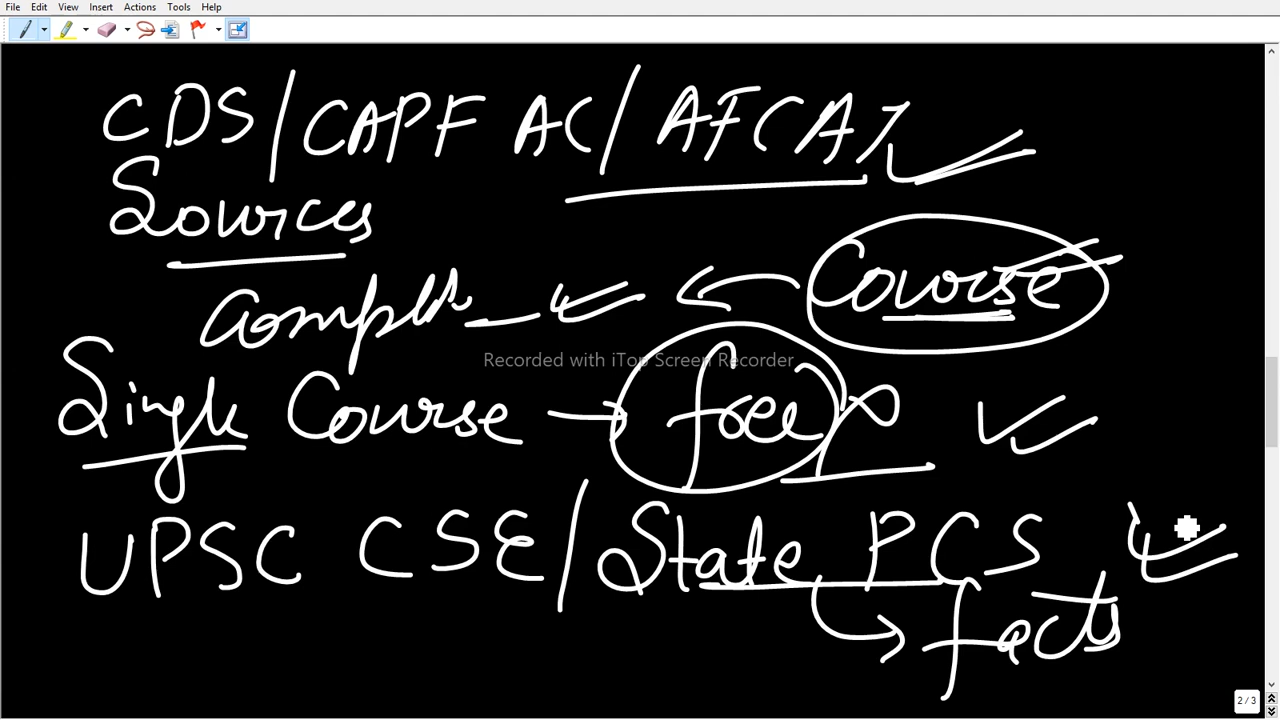 File Edit View Insert Actions Tools Help
CDS/CAPF AC/AFCAT
Sources
Course
Comple
Recorded with iTop Screen Recorder
Single Course → free
UPSC CSE/State PCS
→ facts
2/3